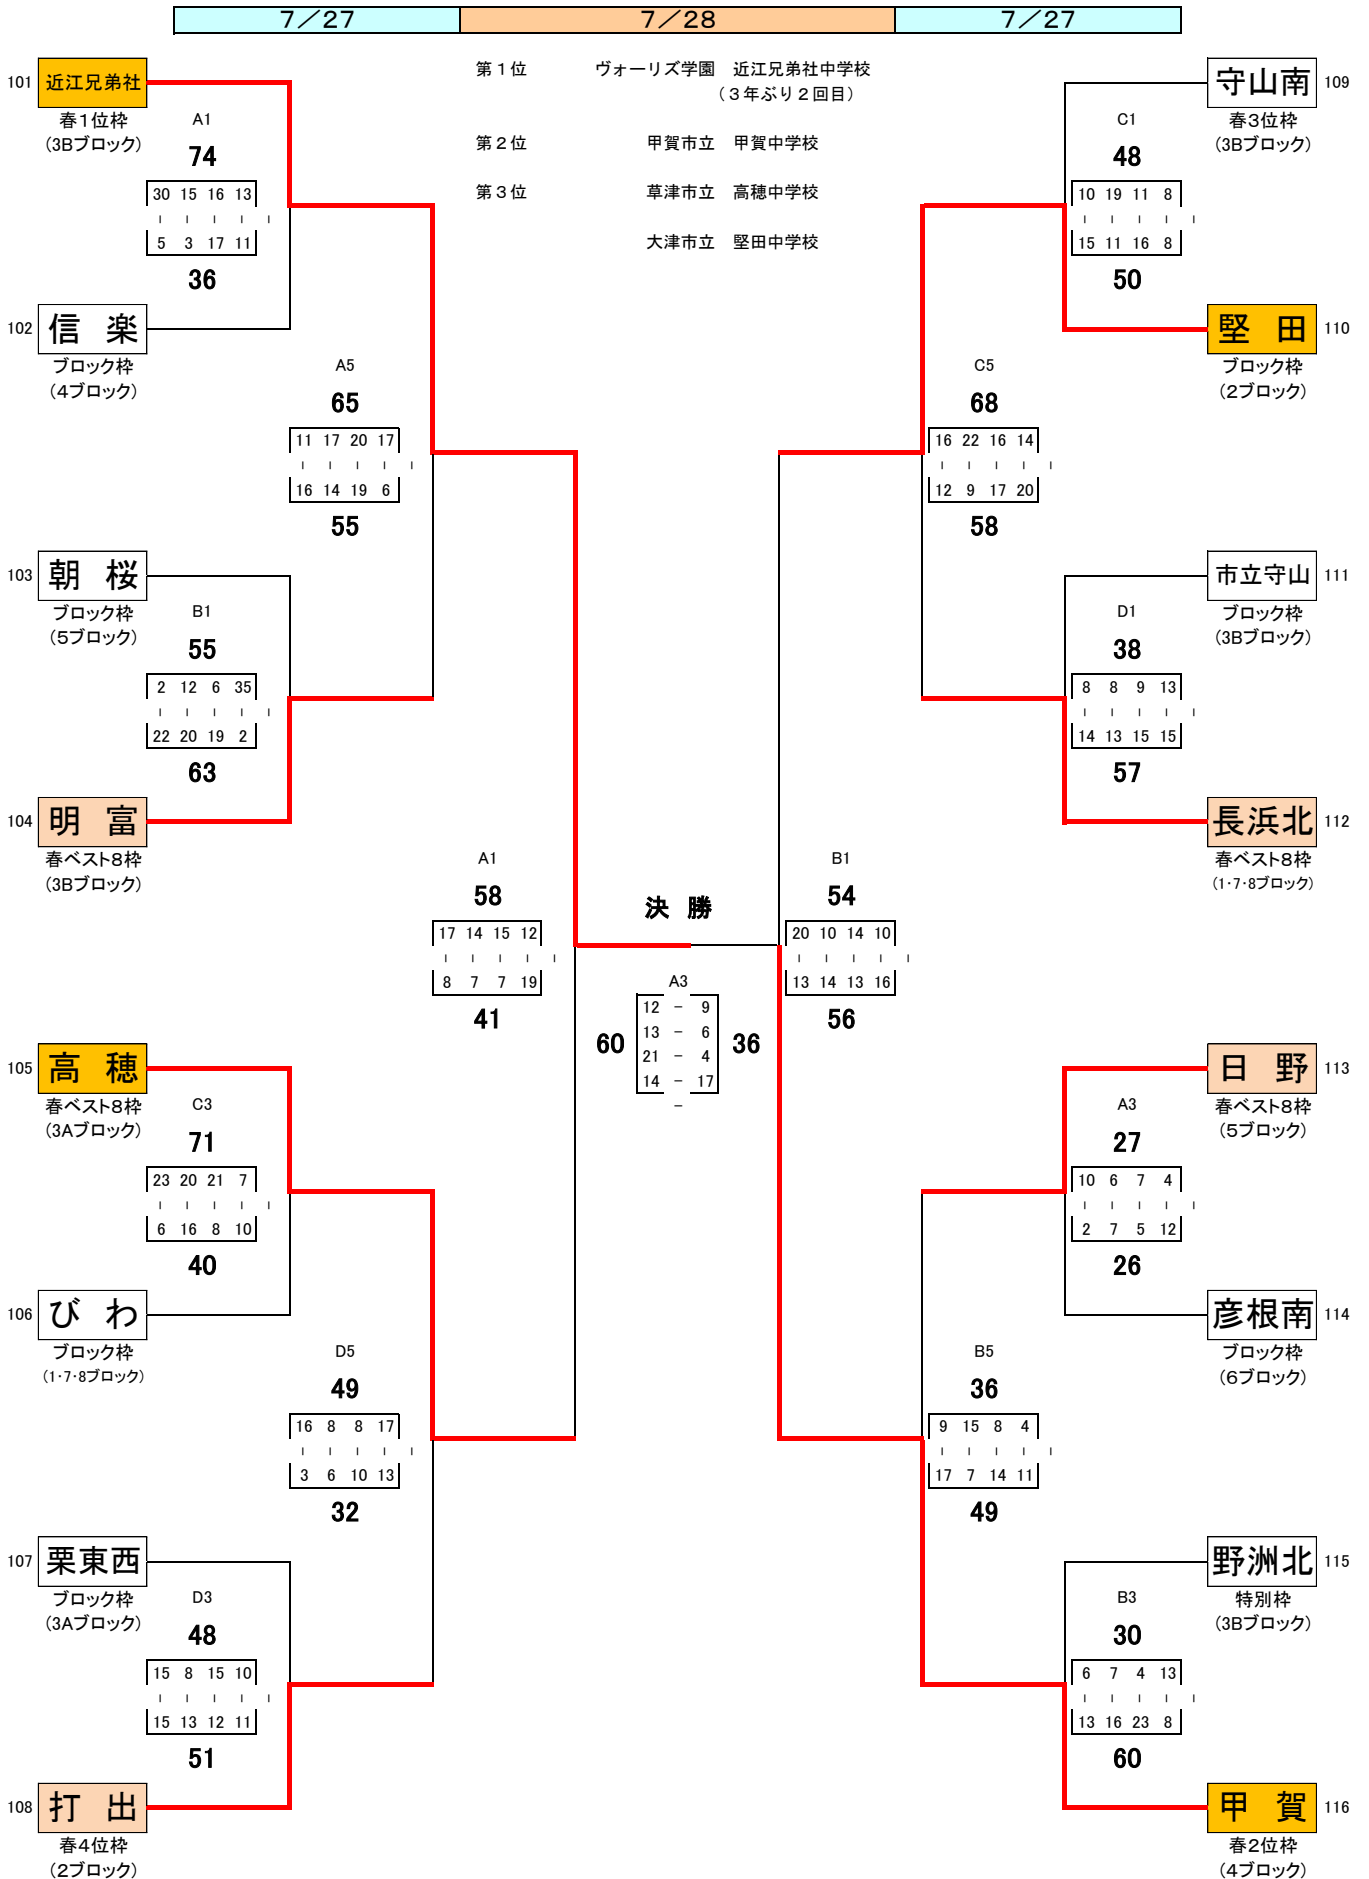 7／27 7／28 7／27
第１位 ヴォーリズ学園 近江兄弟社中学校
（３年ぶり２回目）
第２位 甲賀市立 甲賀中学校
第３位 草津市立 高穂中学校
大津市立 堅田中学校
101 近江兄弟社
春1位枠
(3Bブロック)
A1
74
30 15 16 13
- - - - -
5 3 17 11
36
102 信楽
ブロック枠
(4ブロック)
A5
65
11 17 20 17
- - - - -
16 14 19 6
55
103 朝桜
ブロック枠
(5ブロック)
B1
55
2 12 6 35
- - - - -
22 20 19 2
63
104 明富
春ベスト8枠
(3Bブロック)
A1
58
17 14 15 12
- - - - -
8 7 7 19
41
105 高穂
春ベスト8枠
(3Aブロック)
C3
71
23 20 21 7
- - - - -
6 16 8 10
40
106 びわ
ブロック枠
(1・7・8ブロック)
D5
49
16 8 8 17
- - - - -
3 6 10 13
32
107 栗東西
ブロック枠
(3Aブロック)
D3
48
15 8 15 10
- - - - -
15 13 12 11
51
108 打出
春4位枠
(2ブロック)
決勝
A3
12 - 9
13 - 6
60 36
21 - 4
14 - 17
-
守山南 109
春3位枠
(3Bブロック)
C1
48
10 19 11 8
- - - - -
15 11 16 8
50
堅田 110
ブロック枠
(2ブロック)
C5
68
16 22 16 14
- - - - -
12 9 17 20
58
市立守山 111
ブロック枠
(3Bブロック)
D1
38
8 8 9 13
- - - - -
14 13 15 15
57
長浜北 112
春ベスト8枠
(1・7・8ブロック)
B1
54
20 10 14 10
- - - - -
13 14 13 16
56
日野 113
春ベスト8枠
(5ブロック)
A3
27
10 6 7 4
- - - - -
2 7 5 12
26
彦根南 114
ブロック枠
(6ブロック)
B5
36
9 15 8 4
- - - - -
17 7 14 11
49
野洲北 115
特別枠
(3Bブロック)
B3
30
6 7 4 13
- - - - -
13 16 23 8
60
甲賀 116
春2位枠
(4ブロック)